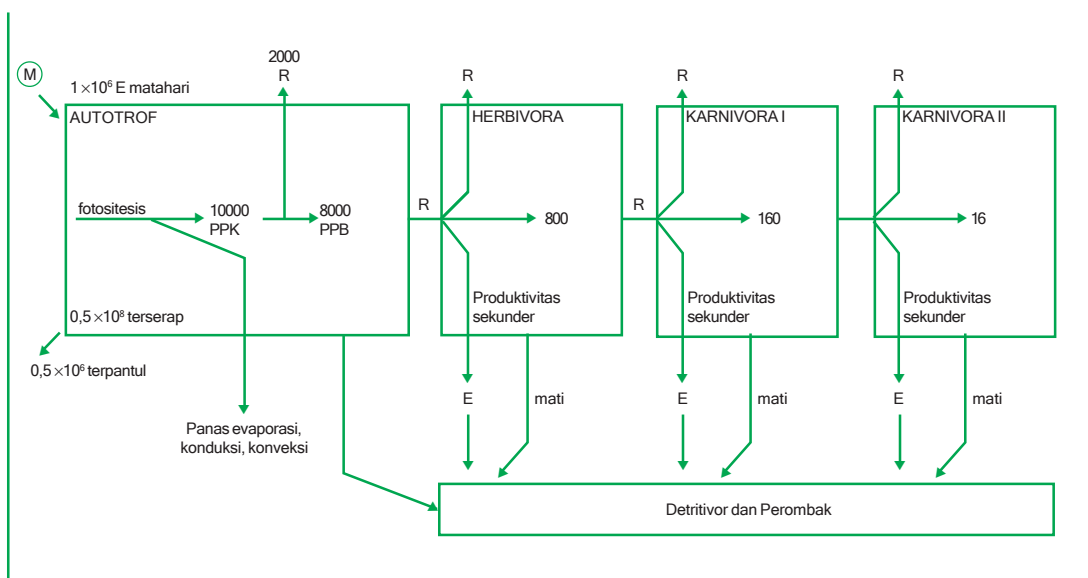 M
1 ×10⁶ E matahari
2000
R
R
R
R
AUTOTROF
HERBIVORA
KARNIVORA I
KARNIVORA II
fotositesis
10000
PPK
8000
PPB
R
800
R
160
16
0,5 ×10⁸ terserap
Produktivitas
sekunder
Produktivitas
sekunder
Produktivitas
sekunder
0,5 ×10⁶ terpantul
E
mati
E
mati
E
mati
Panas evaporasi,
konduksi, konveksi
Detritivor dan Perombak